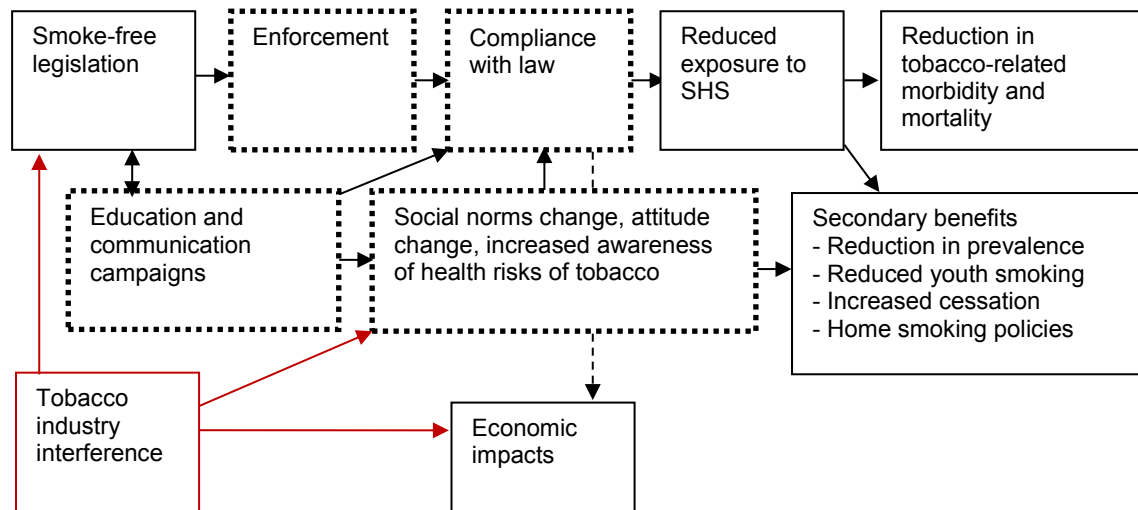 Smoke-free
legislation
Enforcement
Compliance
with law
Reduced
exposure to
SHS
Reduction in
tobacco-related
morbidity and
mortality
Education and
communication
campaigns
Social norms change, attitude
change, increased awareness
of health risks of tobacco
Secondary benefits
- Reduction in prevalence
- Reduced youth smoking
- Increased cessation
- Home smoking policies
Tobacco
industry
interference
Economic
impacts